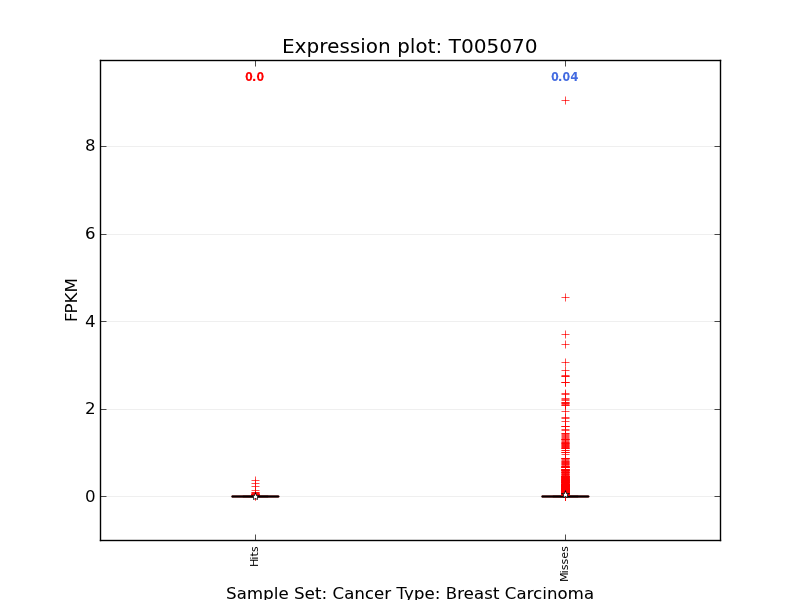 Expression plot: T005070
0.0
0.04
8
6
4
2
0
FPKM
Hits
Misses
Sample Set: Cancer Type: Breast Carcinoma